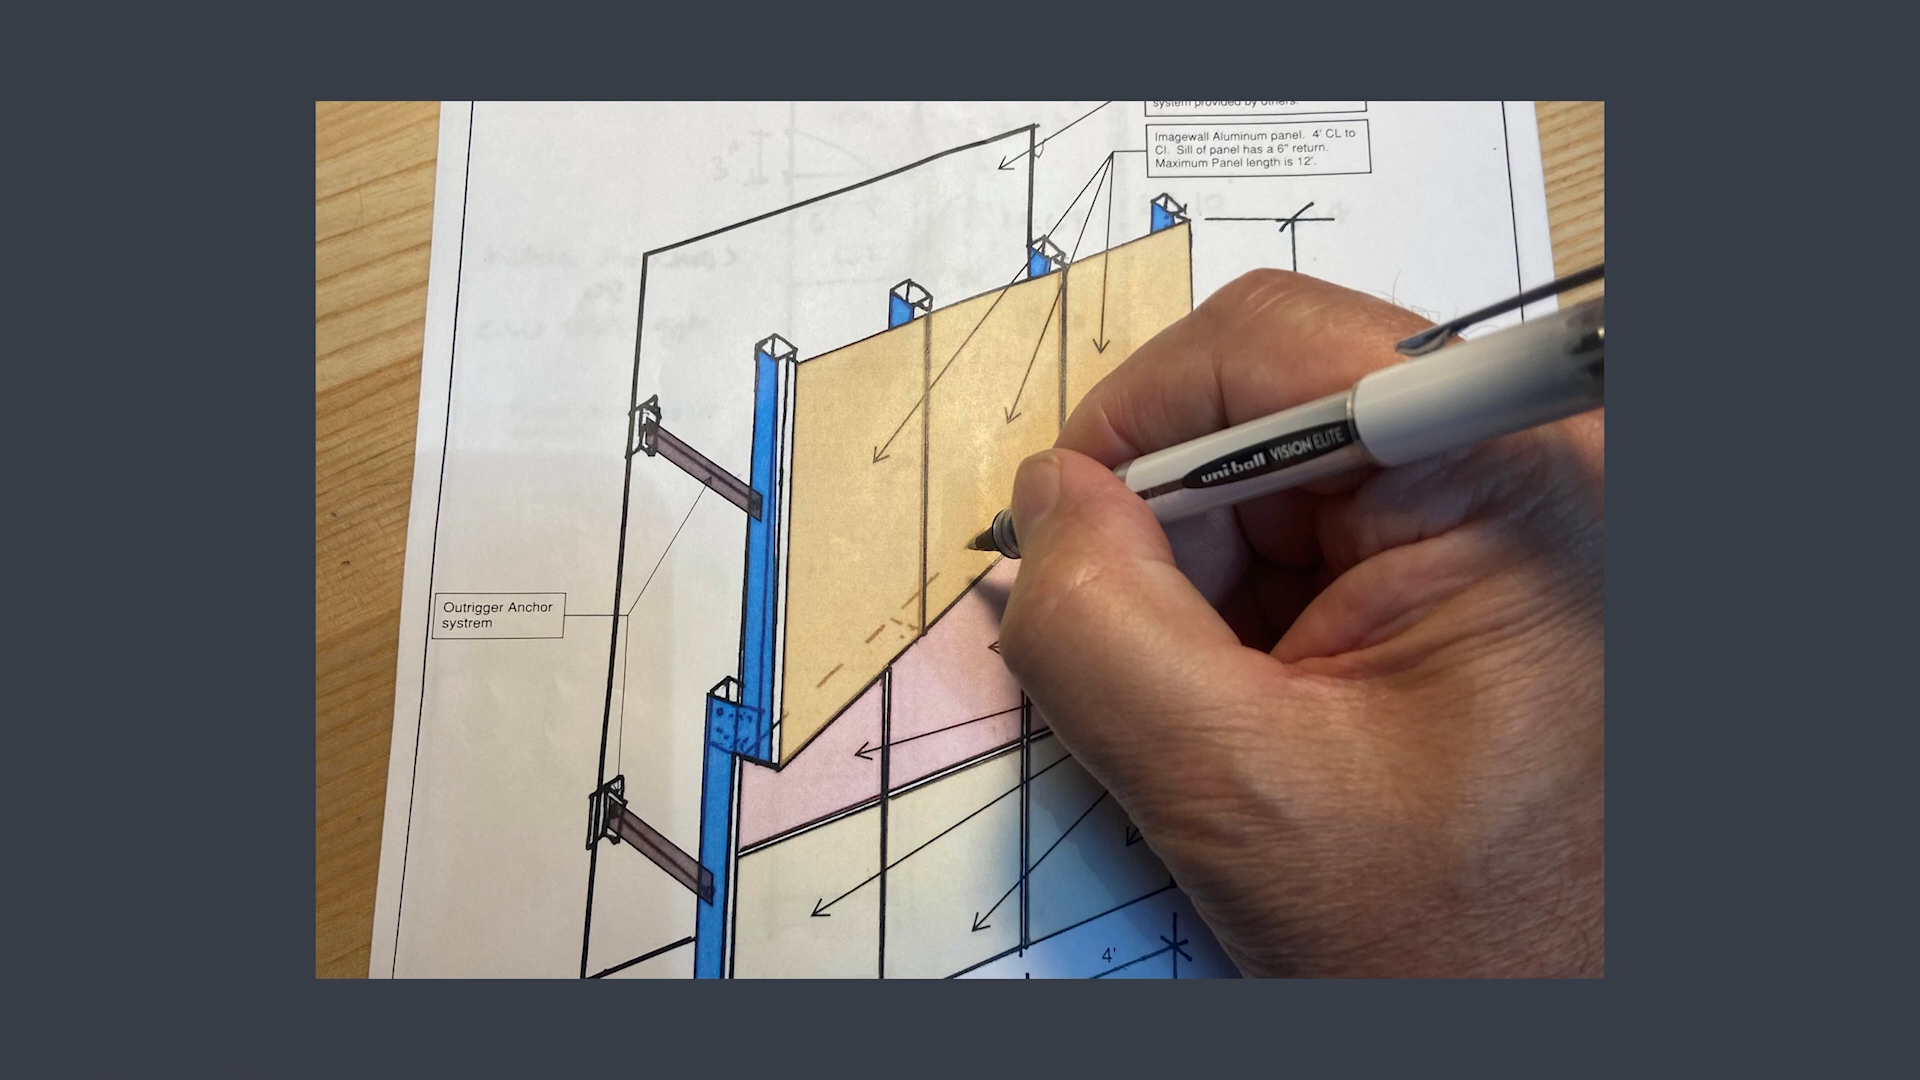 system provided by others.
Imagewall Aluminum panel. 4' CL to
Cl. Sill of panel has a 6" return.
Maximum Panel length is 12'.
uni-ball VISION ELITE
Outrigger Anchor
systrem
4'